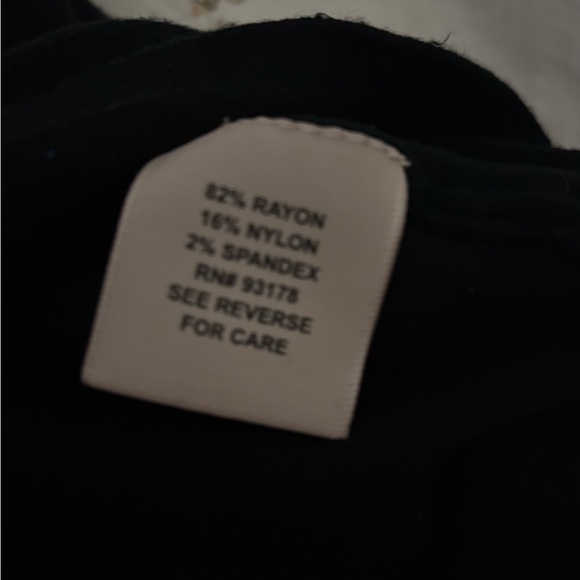 82% RAYON
16% NYLON
2% SPANDEX
RN# 93178
SEE REVERSE
FOR CARE